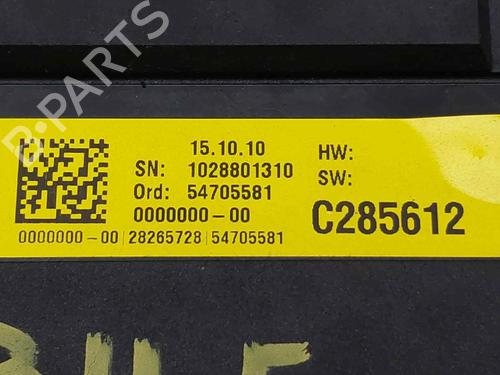 B-PARTS
15.10.10
SN: 1028801310
Ord: 54705581
0000000-00
HW:
SW:
C285612
0000000-00 | 28265728 | 54705581